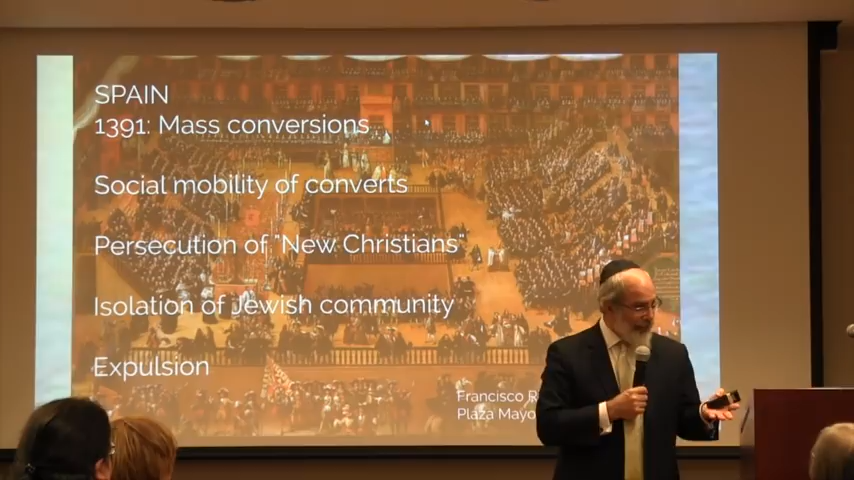 SPAIN
1391: Mass conversions
Social mobility of converts
Persecution of "New Christians"
Isolation of Jewish community
Expulsion
Francisco
Plaza